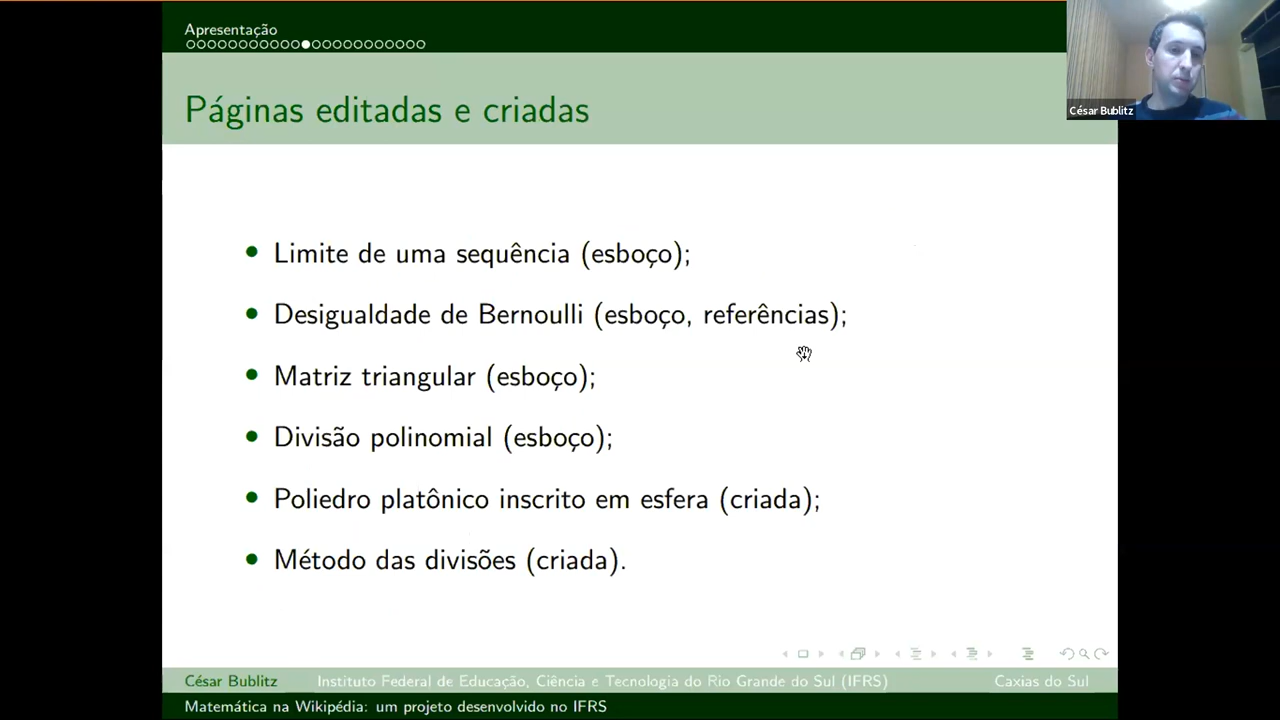 Apresentação
Páginas editadas e criadas
César Bublitz
Limite de uma sequência (esboço);
Desigualdade de Bernoulli (esboço, referências);
Matriz triangular (esboço);
Divisão polinomial (esboço);
Poliedro platônico inscrito em esfera (criada);
Método das divisões (criada).
César Bublitz Instituto Federal de Educação, Ciência e Tecnologia do Rio Grande do Sul (IFRS) Caxias do Sul
Matemática na Wikipédia: um projeto desenvolvido no IFRS